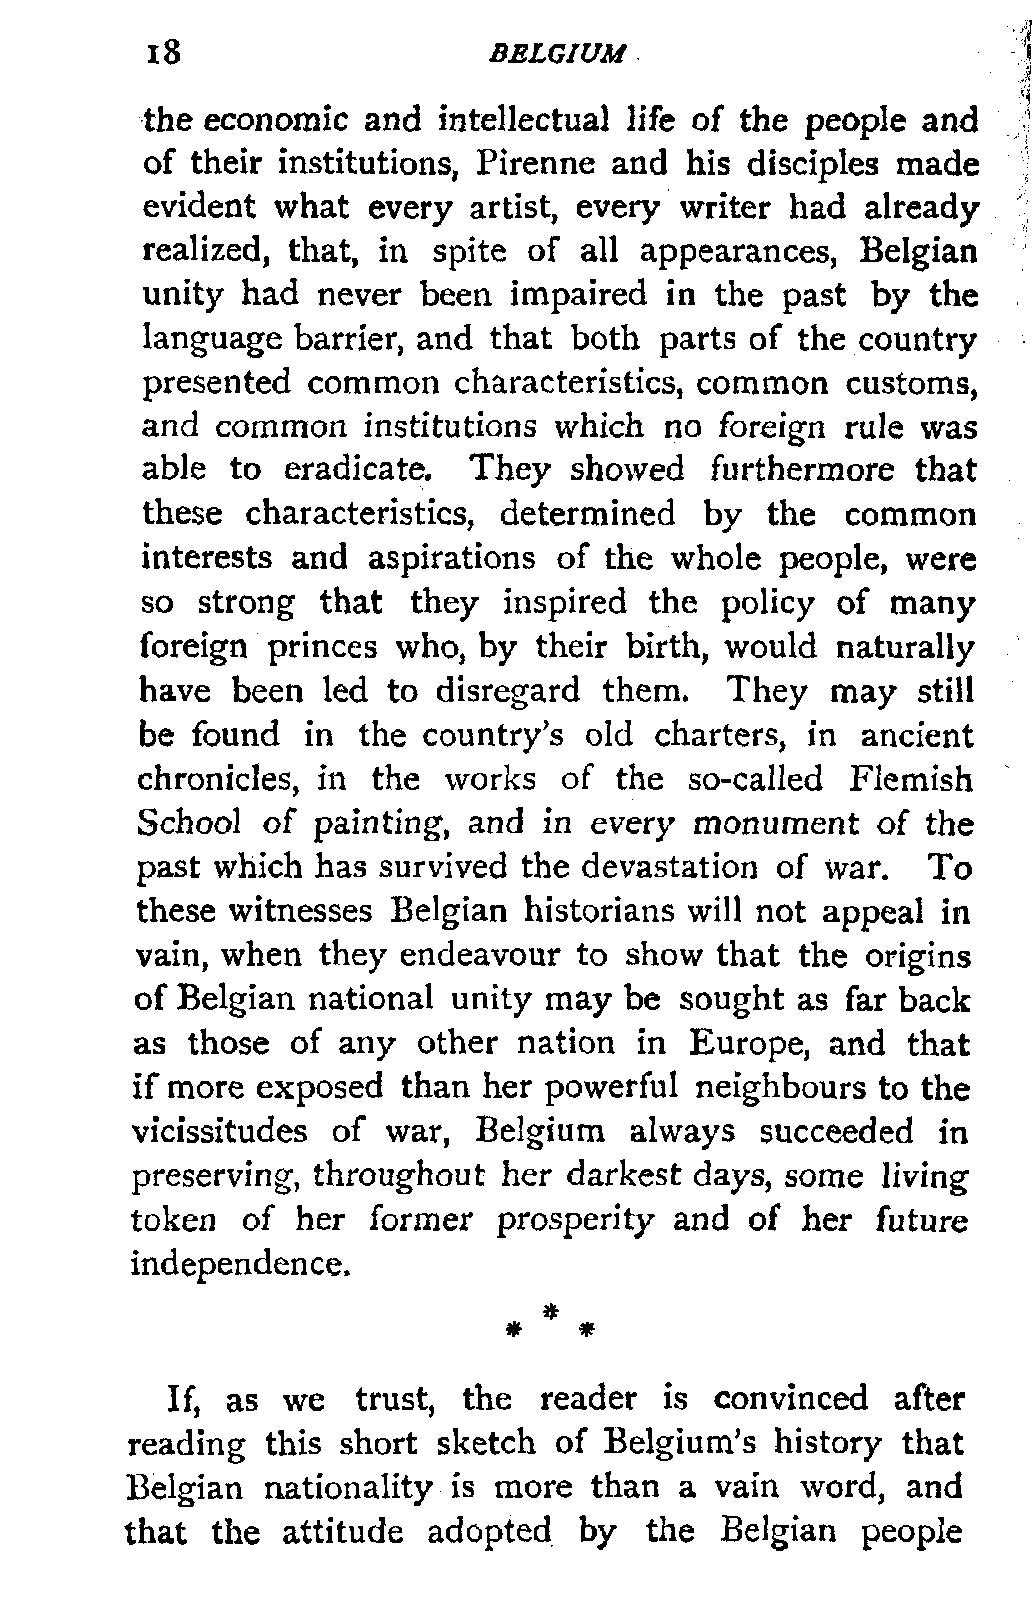 18 BELGIUM
the economic and intellectual life of the people and
of their institutions, Pirenne and his disciples made
evident what every artist, every writer had already
realized, that, in spite of all appearances, Belgian
unity had never been impaired in the past by the
language barrier, and that both parts of the country
presented common characteristics, common customs,
and common institutions which no foreign rule was
able to eradicate. They showed furthermore that
these characteristics, determined by the common
interests and aspirations of the whole people, were
so strong that they inspired the policy of many
foreign princes who, by their birth, would naturally
have been led to disregard them. They may still
be found in the country's old charters, in ancient
chronicles, in the works of the so-called Flemish
School of painting, and in every monument of the
past which has survived the devastation of war. To
these witnesses Belgian historians will not appeal in
vain, when they endeavour to show that the origins
of Belgian national unity may be sought as far back
as those of any other nation in Europe, and that
if more exposed than her powerful neighbours to the
vicissitudes of war, Belgium always succeeded in
preserving, throughout her darkest days, some living
token of her former prosperity and of her future
independence.
* * *
If, as we trust, the reader is convinced after
reading this short sketch of Belgium's history that
Belgian nationality is more than a vain word, and
that the attitude adopted by the Belgian people